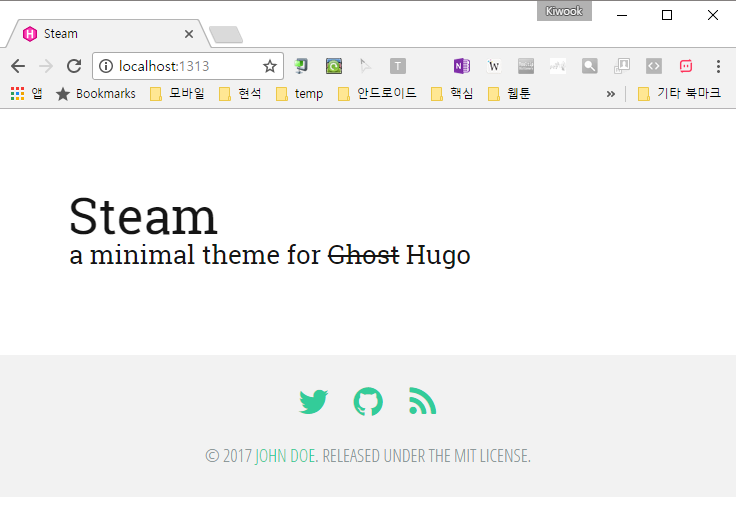 Kiwook
Steam
localhost:1313
앱 Bookmarks 모바일 현석 temp 안드로이드 핵심 웹툰 » 기타 북마크
Steam
a minimal theme for Ghost Hugo
© 2017 JOHN DOE. RELEASED UNDER THE MIT LICENSE.